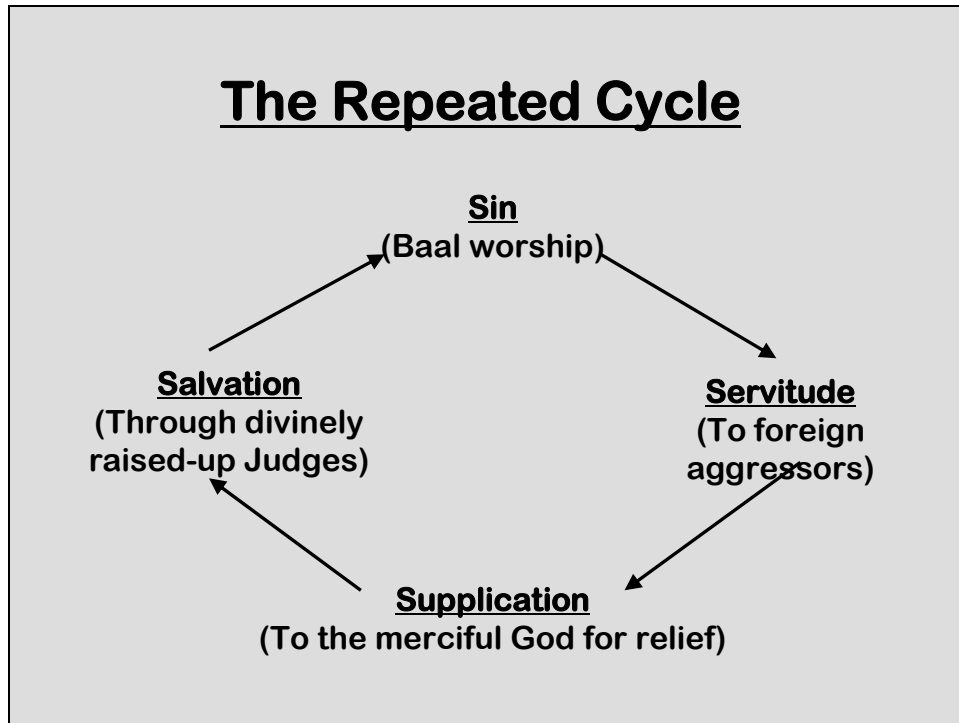 The Repeated Cycle
Sin
(Baal worship)
Salvation
(Through divinely
raised-up Judges)
Servitude
(To foreign
aggressors)
Supplication
(To the merciful God for relief)